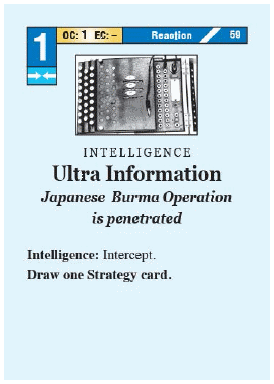 1
OC: 1 EC: –
Reaction
59
INTELLIGENCE
Ultra Information
Japanese Burma Operation
is penetrated
Intelligence: Intercept.
Draw one Strategy card.